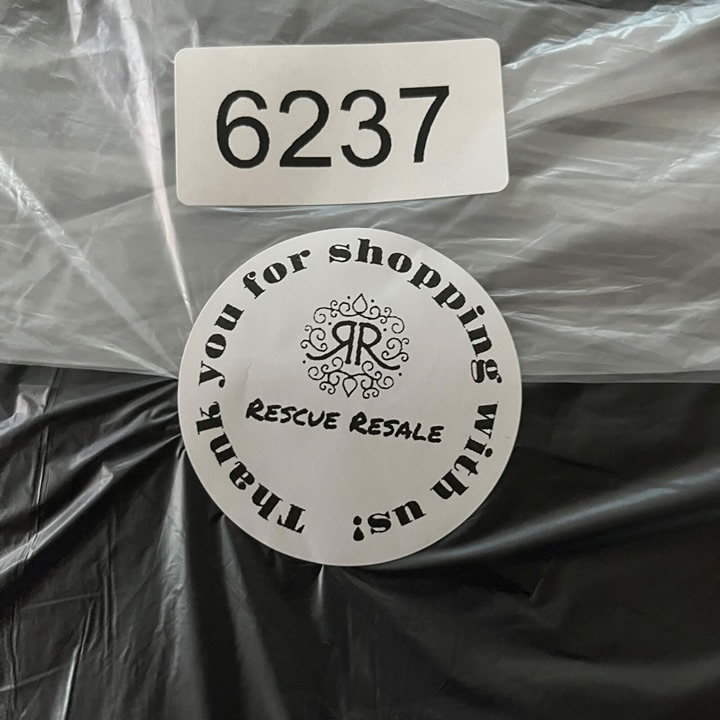 6237
Thank you for shopping with us!
RR
RESCUE RESALE